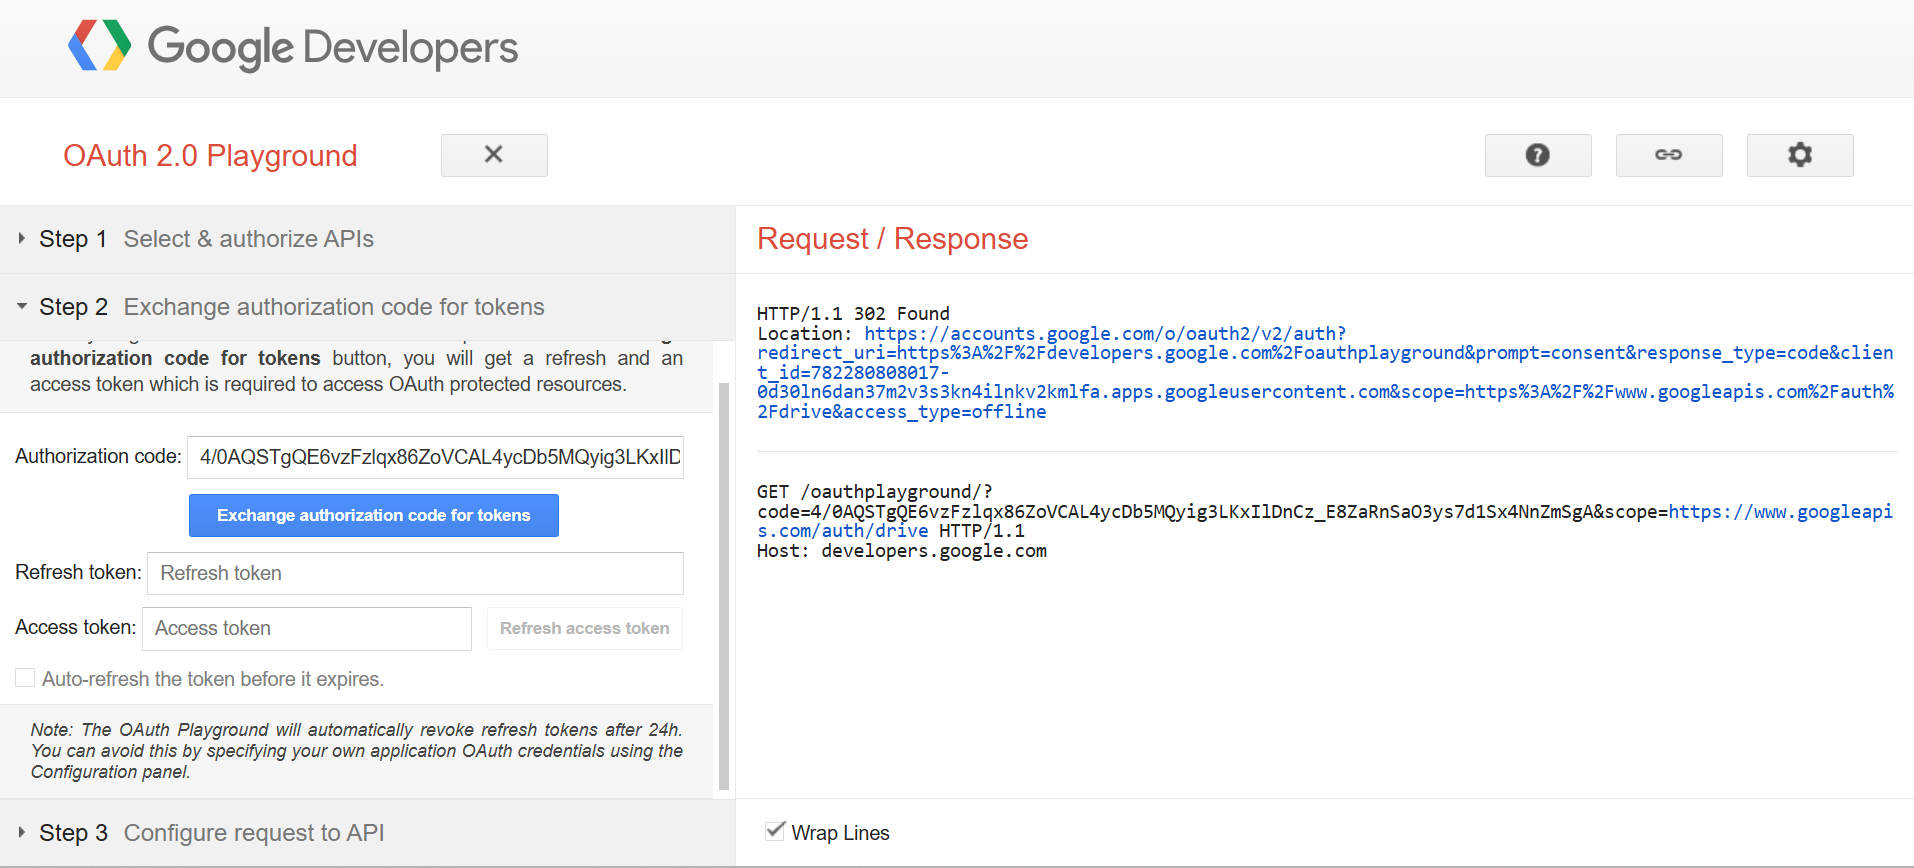 Google Developers
OAuth 2.0 Playground
Step 1 Select & authorize APIs
Step 2 Exchange authorization code for tokens
authorization code for tokens button, you will get a refresh and an
access token which is required to access OAuth protected resources.
Authorization code: 4/0AQSTgQE6vzFzlqx86ZoVCAL4ycDb5MQyig3LKxIlD
Exchange authorization code for tokens
Refresh token: Refresh token
Access token: Access token Refresh access token
Auto-refresh the token before it expires.
Note: The OAuth Playground will automatically revoke refresh tokens after 24h.
You can avoid this by specifying your own application OAuth credentials using the
Configuration panel.
Step 3 Configure request to API
Request / Response
HTTP/1.1 302 Found
Location: https://accounts.google.com/o/oauth2/v2/auth?
redirect_uri=https%3A%2F%2Fdevelopers.google.com%2Foauthplayground&prompt=consent&response_type=code&clien
t_id=782280808017-
0d30ln6dan37m2v3s3kn4ilnkv2kmlfa.apps.googleusercontent.com&scope=https%3A%2F%2Fwww.googleapis.com%2Fauth%
2Fdrive&access_type=offline
GET /oauthplayground/?
code=4/0AQSTgQE6vzFzlqx86ZoVCAL4ycDb5MQyig3LKxIlDnCz_E8ZaRnSaO3ys7d1Sx4NnZmSgA&scope=https://www.googleapi
s.com/auth/drive HTTP/1.1
Host: developers.google.com
Wrap Lines